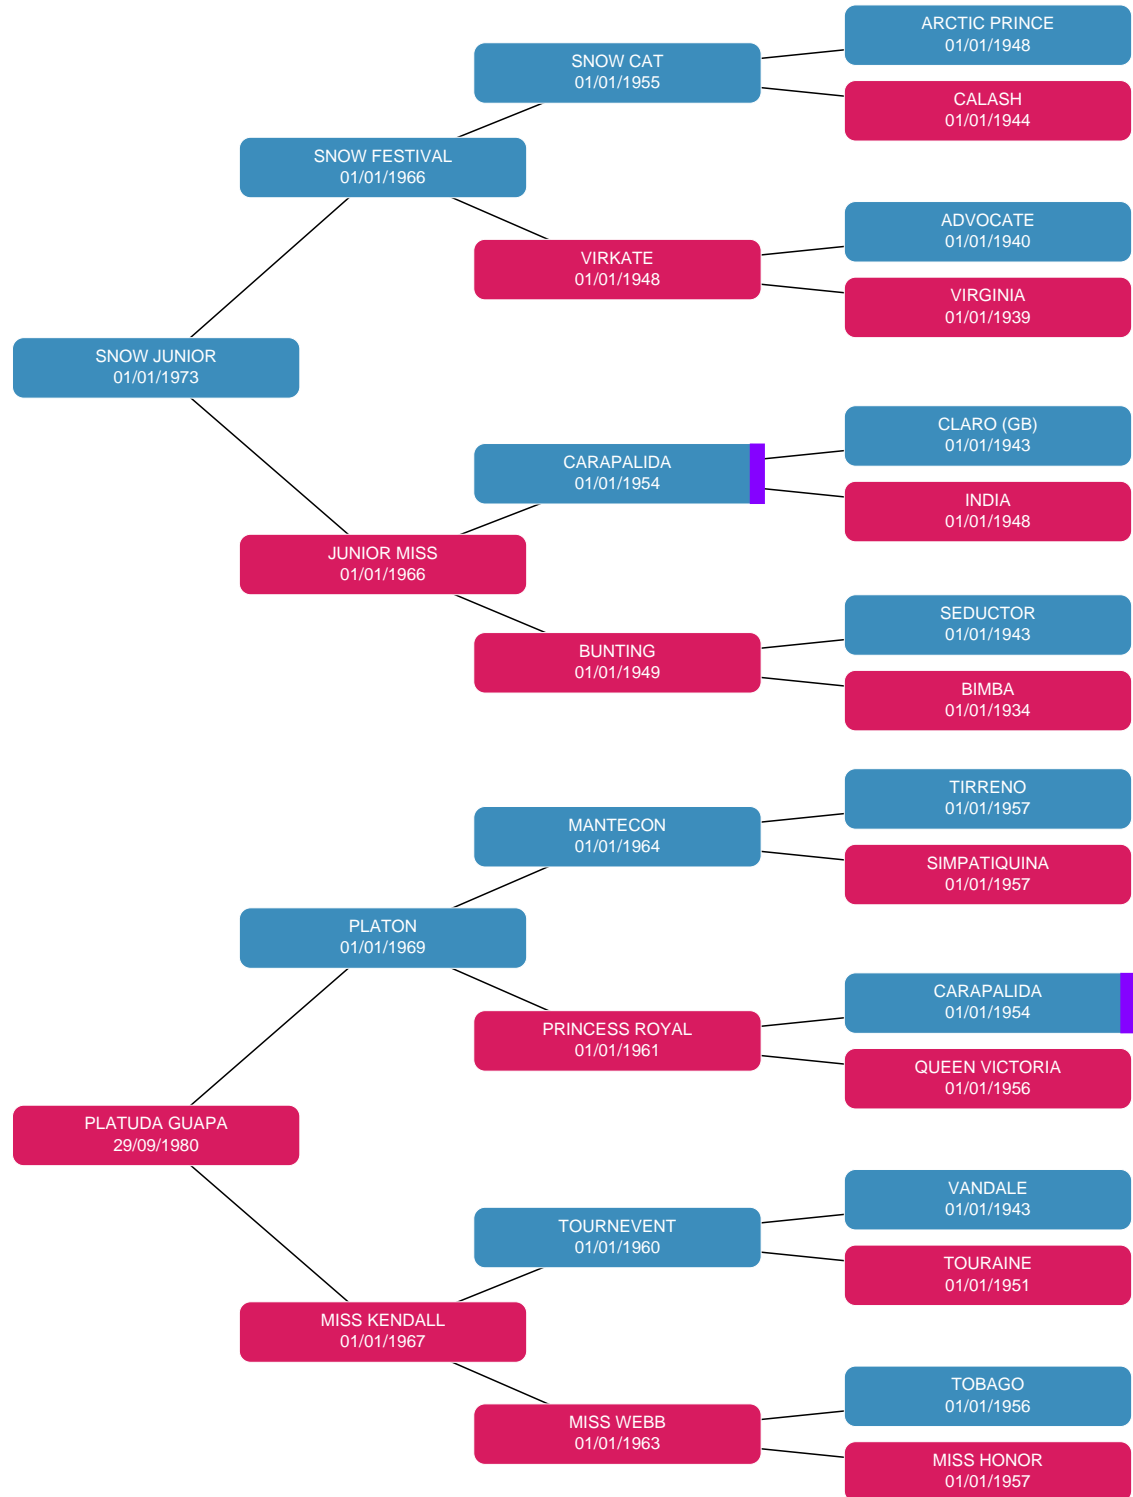 ARCTIC PRINCE
01/01/1948
SNOW CAT
01/01/1955
CALASH
01/01/1944
SNOW FESTIVAL
01/01/1966
ADVOCATE
01/01/1940
VIRKATE
01/01/1948
VIRGINIA
01/01/1939
SNOW JUNIOR
01/01/1973
CLARO (GB)
01/01/1943
CARAPALIDA
01/01/1954
INDIA
01/01/1948
JUNIOR MISS
01/01/1966
SEDUCTOR
01/01/1943
BUNTING
01/01/1949
BIMBA
01/01/1934
TIRRENO
01/01/1957
MANTECON
01/01/1964
SIMPATIQUINA
01/01/1957
PLATON
01/01/1969
CARAPALIDA
01/01/1954
PRINCESS ROYAL
01/01/1961
QUEEN VICTORIA
01/01/1956
PLATUDA GUAPA
29/09/1980
VANDALE
01/01/1943
TOURNEVENT
01/01/1960
TOURAINE
01/01/1951
MISS KENDALL
01/01/1967
TOBAGO
01/01/1956
MISS WEBB
01/01/1963
MISS HONOR
01/01/1957